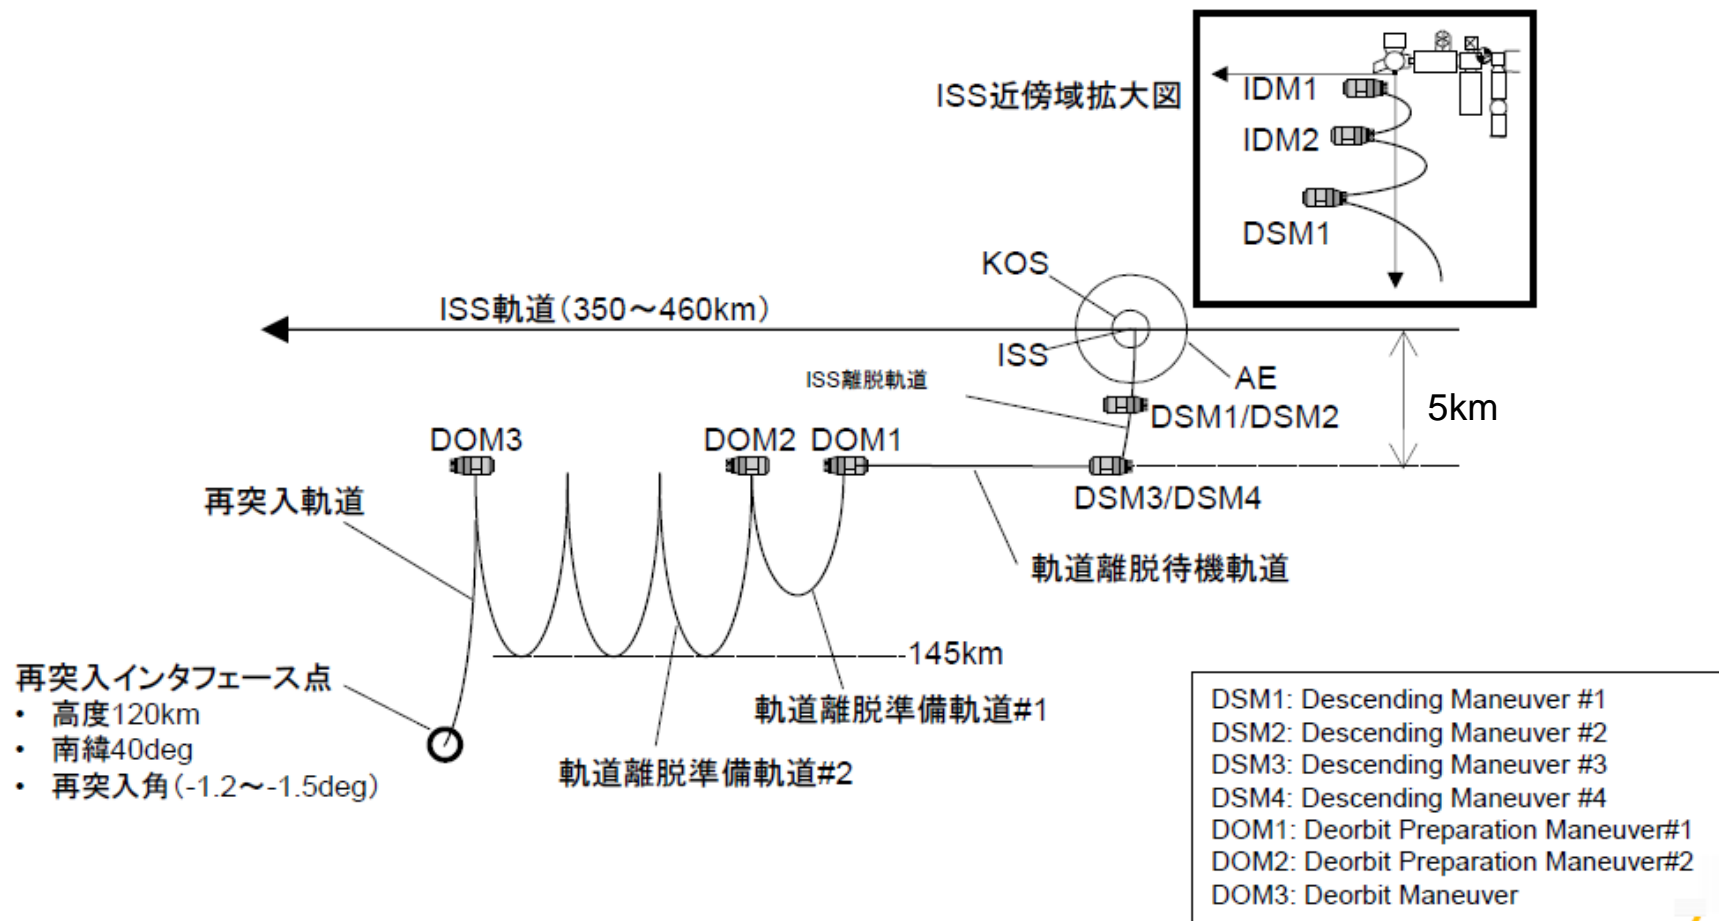 ISS近傍域拡大図
IDM1
IDM2
DSM1
KOS
ISS軌道(350～460km)
ISS
AE
ISS離脱軌道
DSM1/DSM2
5km
DOM3
DOM2
DOM1
DSM3/DSM4
再突入軌道
軌道離脱待機軌道
145km
再突入インタフェース点
• 高度120km
• 南緯40deg
• 再突入角(-1.2～-1.5deg)
軌道離脱準備軌道#1
軌道離脱準備軌道#2
DSM1: Descending Maneuver #1
DSM2: Descending Maneuver #2
DSM3: Descending Maneuver #3
DSM4: Descending Maneuver #4
DOM1: Deorbit Preparation Maneuver#1
DOM2: Deorbit Preparation Maneuver#2
DOM3: Deorbit Maneuver